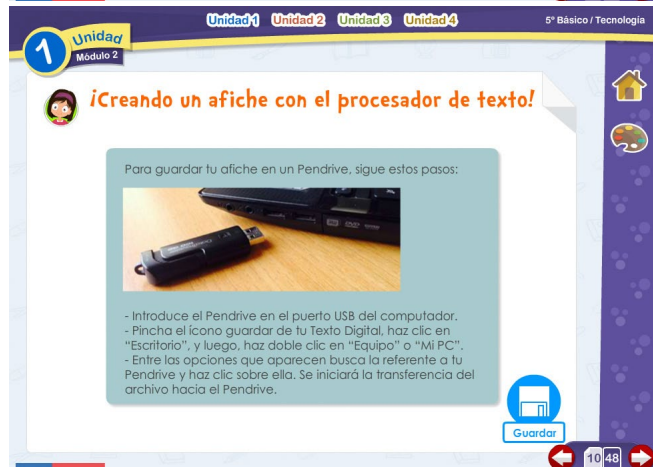 Unidad 1 Unidad 2 Unidad 3 Unidad 4
5º Básico / Tecnología
1 Unidad
Módulo 2
¡Creando un afiche con el procesador de texto!
Para guardar tu afiche en un Pendrive, sigue estos pasos:
- Introduce el Pendrive en el puerto USB del computador.
- Pincha el ícono guardar de tu Texto Digital, haz clic en
“Escritorio”, y luego, haz doble clic en “Equipo” o “Mi PC”.
- Entre las opciones que aparecen busca la referente a tu
Pendrive y haz clic sobre ella. Se iniciará la transferencia del
archivo hacia el Pendrive.
Guardar
10 48